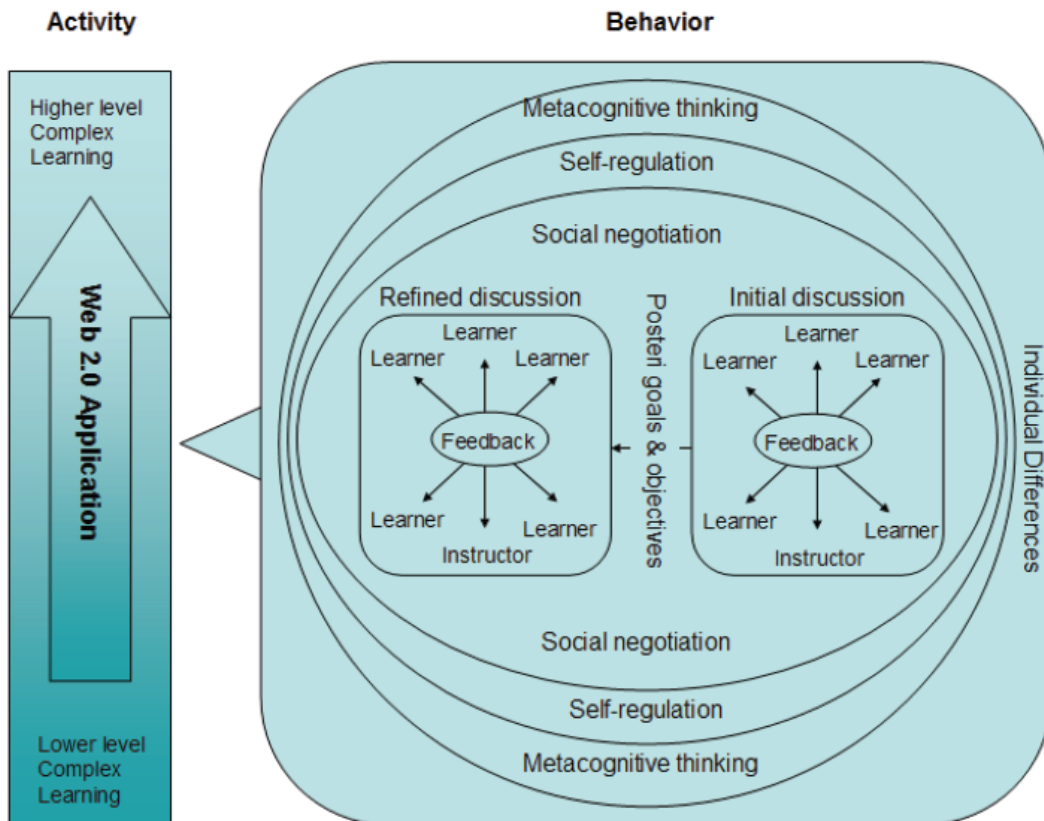 Activity
Behavior
Higher level
Complex
Learning
Web 2.0 Application
Lower level
Complex
Learning
Metacognitive thinking
Self-regulation
Social negotiation
Refined discussion
Learner
Learner
Learner
Feedback
Learner
Learner
Instructor
Posteri goals & objectives
Initial discussion
Learner
Learner
Learner
Feedback
Learner
Learner
Instructor
Social negotiation
Self-regulation
Metacognitive thinking
Individual Differences